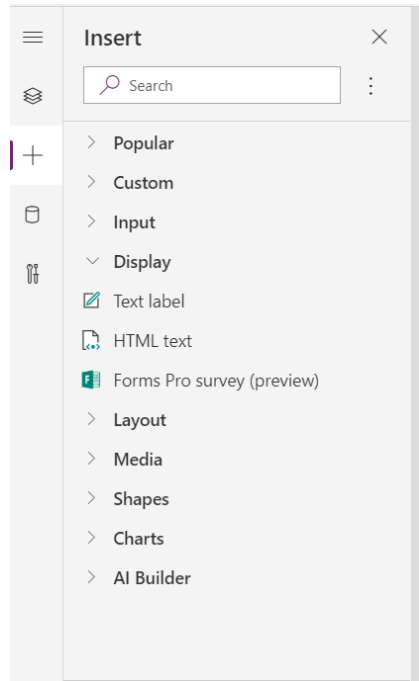 Insert
Search
Popular
Custom
Input
Display
Text label
HTML text
Forms Pro survey (preview)
Layout
Media
Shapes
Charts
AI Builder